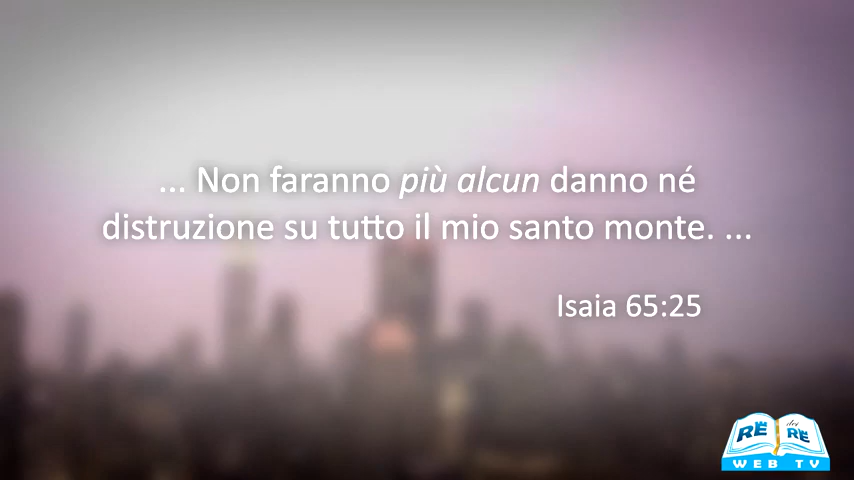 ... Non faranno più alcun danno né
distruzione su tutto il mio santo monte. ...
Isaia 65:25
RE dei RE
WEB TV